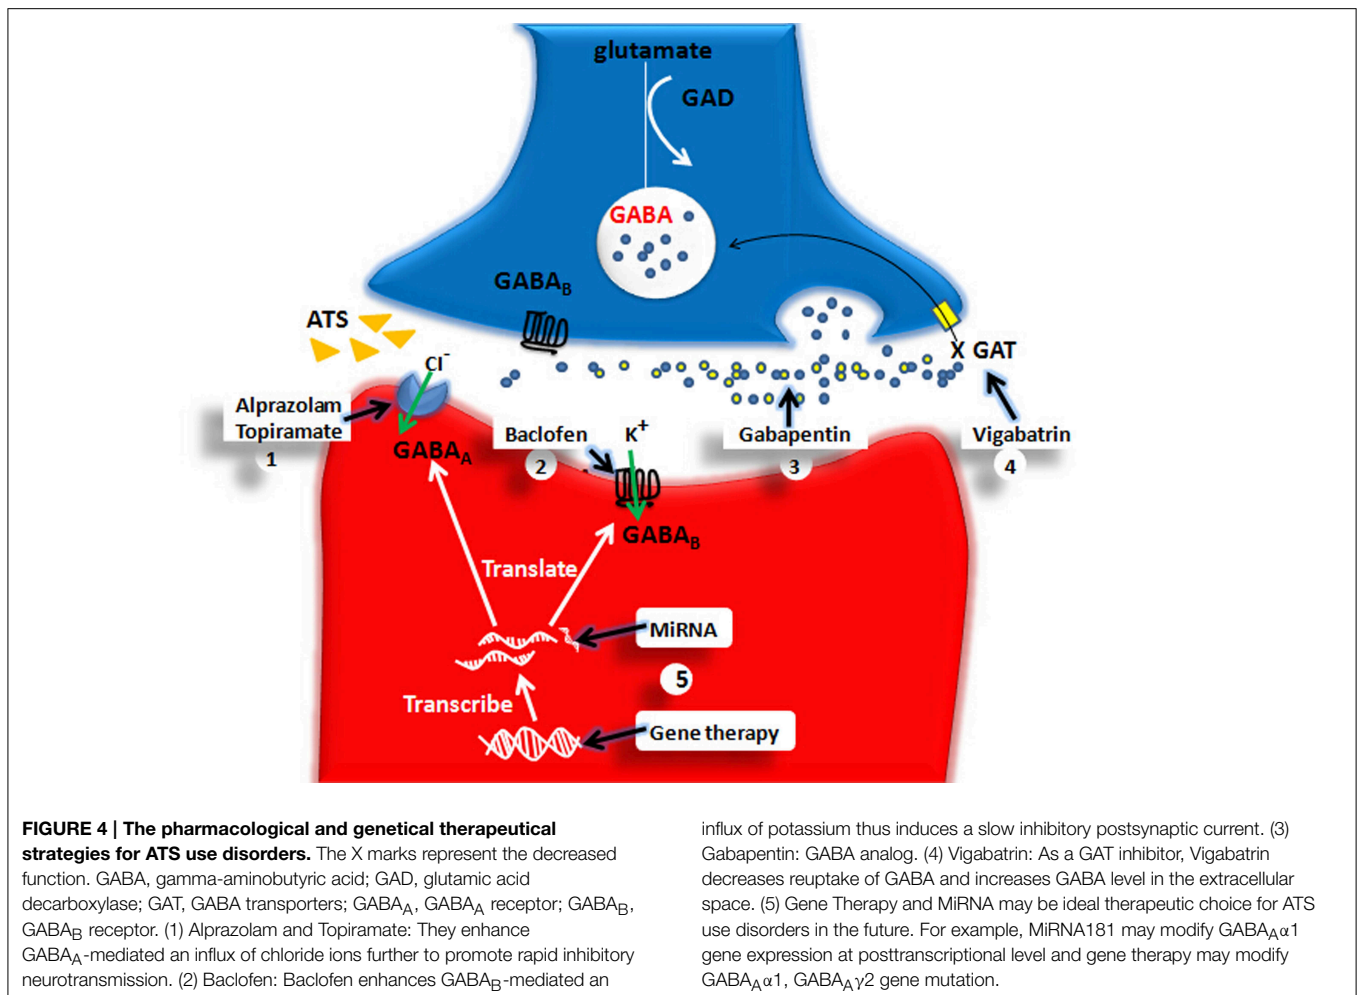 glutamate
GAD
GABA
GABAB
ATS
Cl-
X GAT
Alprazolam
Topiramate
1
GABAA
Baclofen
2
K+
Gabapentin
3
Vigabatrin
4
GABAB
Translate
MiRNA
5
Transcribe
Gene therapy
FIGURE 4 | The pharmacological and genetical therapeutical
strategies for ATS use disorders. The X marks represent the decreased
function. GABA, gamma-aminobutyric acid; GAD, glutamic acid
decarboxylase; GAT, GABA transporters; GABAA, GABAA receptor; GABAB,
GABAB receptor. (1) Alprazolam and Topiramate: They enhance
GABAA-mediated an influx of chloride ions further to promote rapid inhibitory
neurotransmission. (2) Baclofen: Baclofen enhances GABAB-mediated an
influx of potassium thus induces a slow inhibitory postsynaptic current. (3)
Gabapentin: GABA analog. (4) Vigabatrin: As a GAT inhibitor, Vigabatrin
decreases reuptake of GABA and increases GABA level in the extracellular
space. (5) Gene Therapy and MiRNA may be ideal therapeutic choice for ATS
use disorders in the future. For example, MiRNA181 may modify GABAAα1
gene expression at posttranscriptional level and gene therapy may modify
GABAAα1, GABAAγ2 gene mutation.